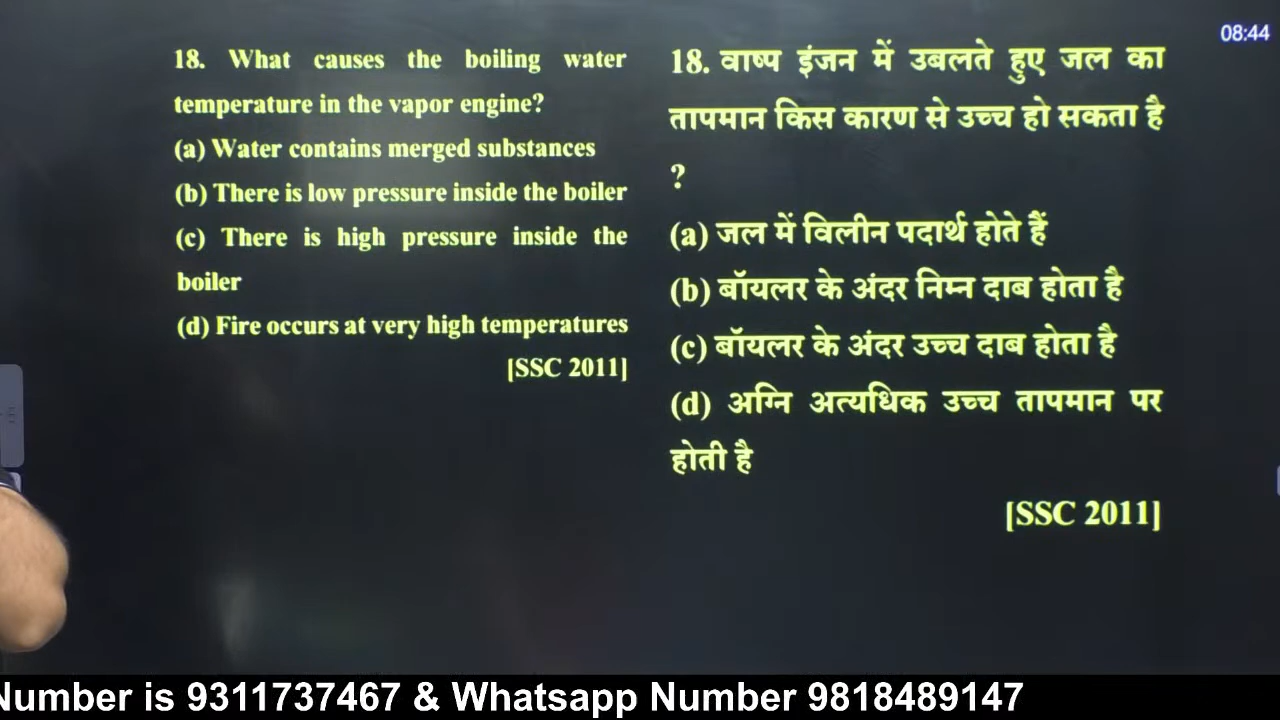 08:44
18. What causes the boiling water
temperature in the vapor engine?
(a) Water contains merged substances
(b) There is low pressure inside the boiler
(c) There is high pressure inside the
boiler
(d) Fire occurs at very high temperatures
[SSC 2011]
18. वाष्प इंजन में उबलते हुए जल का
तापमान किस कारण से उच्च हो सकता है
?
(a) जल में विलीन पदार्थ होते हैं
(b) बॉयलर के अंदर निम्न दाब होता है
(c) बॉयलर के अंदर उच्च दाब होता है
(d) अग्नि अत्यधिक उच्च तापमान पर
होती है
[SSC 2011]
Number is 9311737467 & Whatsapp Number 9818489147